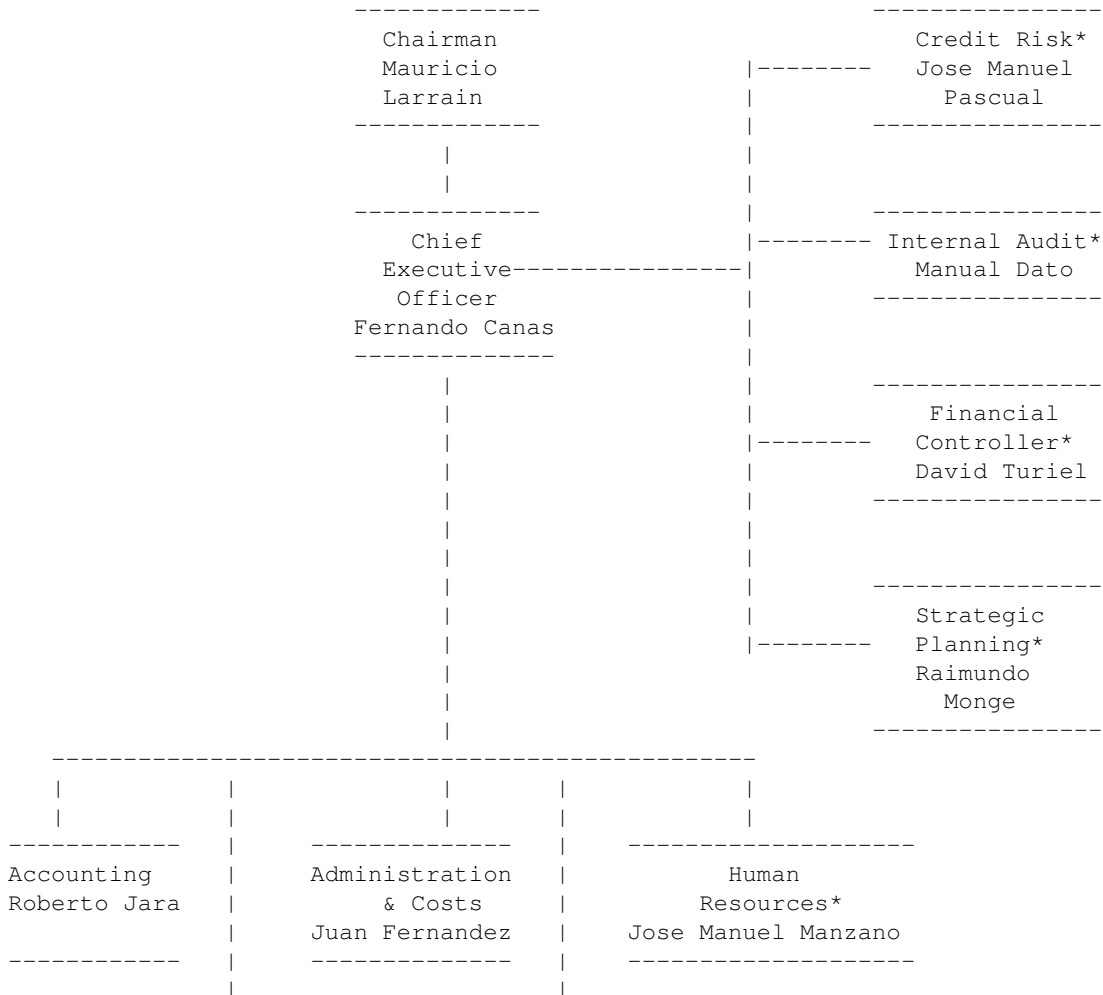 Chairman
Mauricio
Larrain
Credit Risk*
Jose Manuel
Pascual
Chief
Executive
Officer
Fernando Canas
Internal Audit*
Manual Dato
Financial
Controller*
David Turiel
Strategic
Planning*
Raimundo
Monge
Accounting
Roberto Jara
Administration
& Costs
Juan Fernandez
Human
Resources*
Jose Manuel Manzano